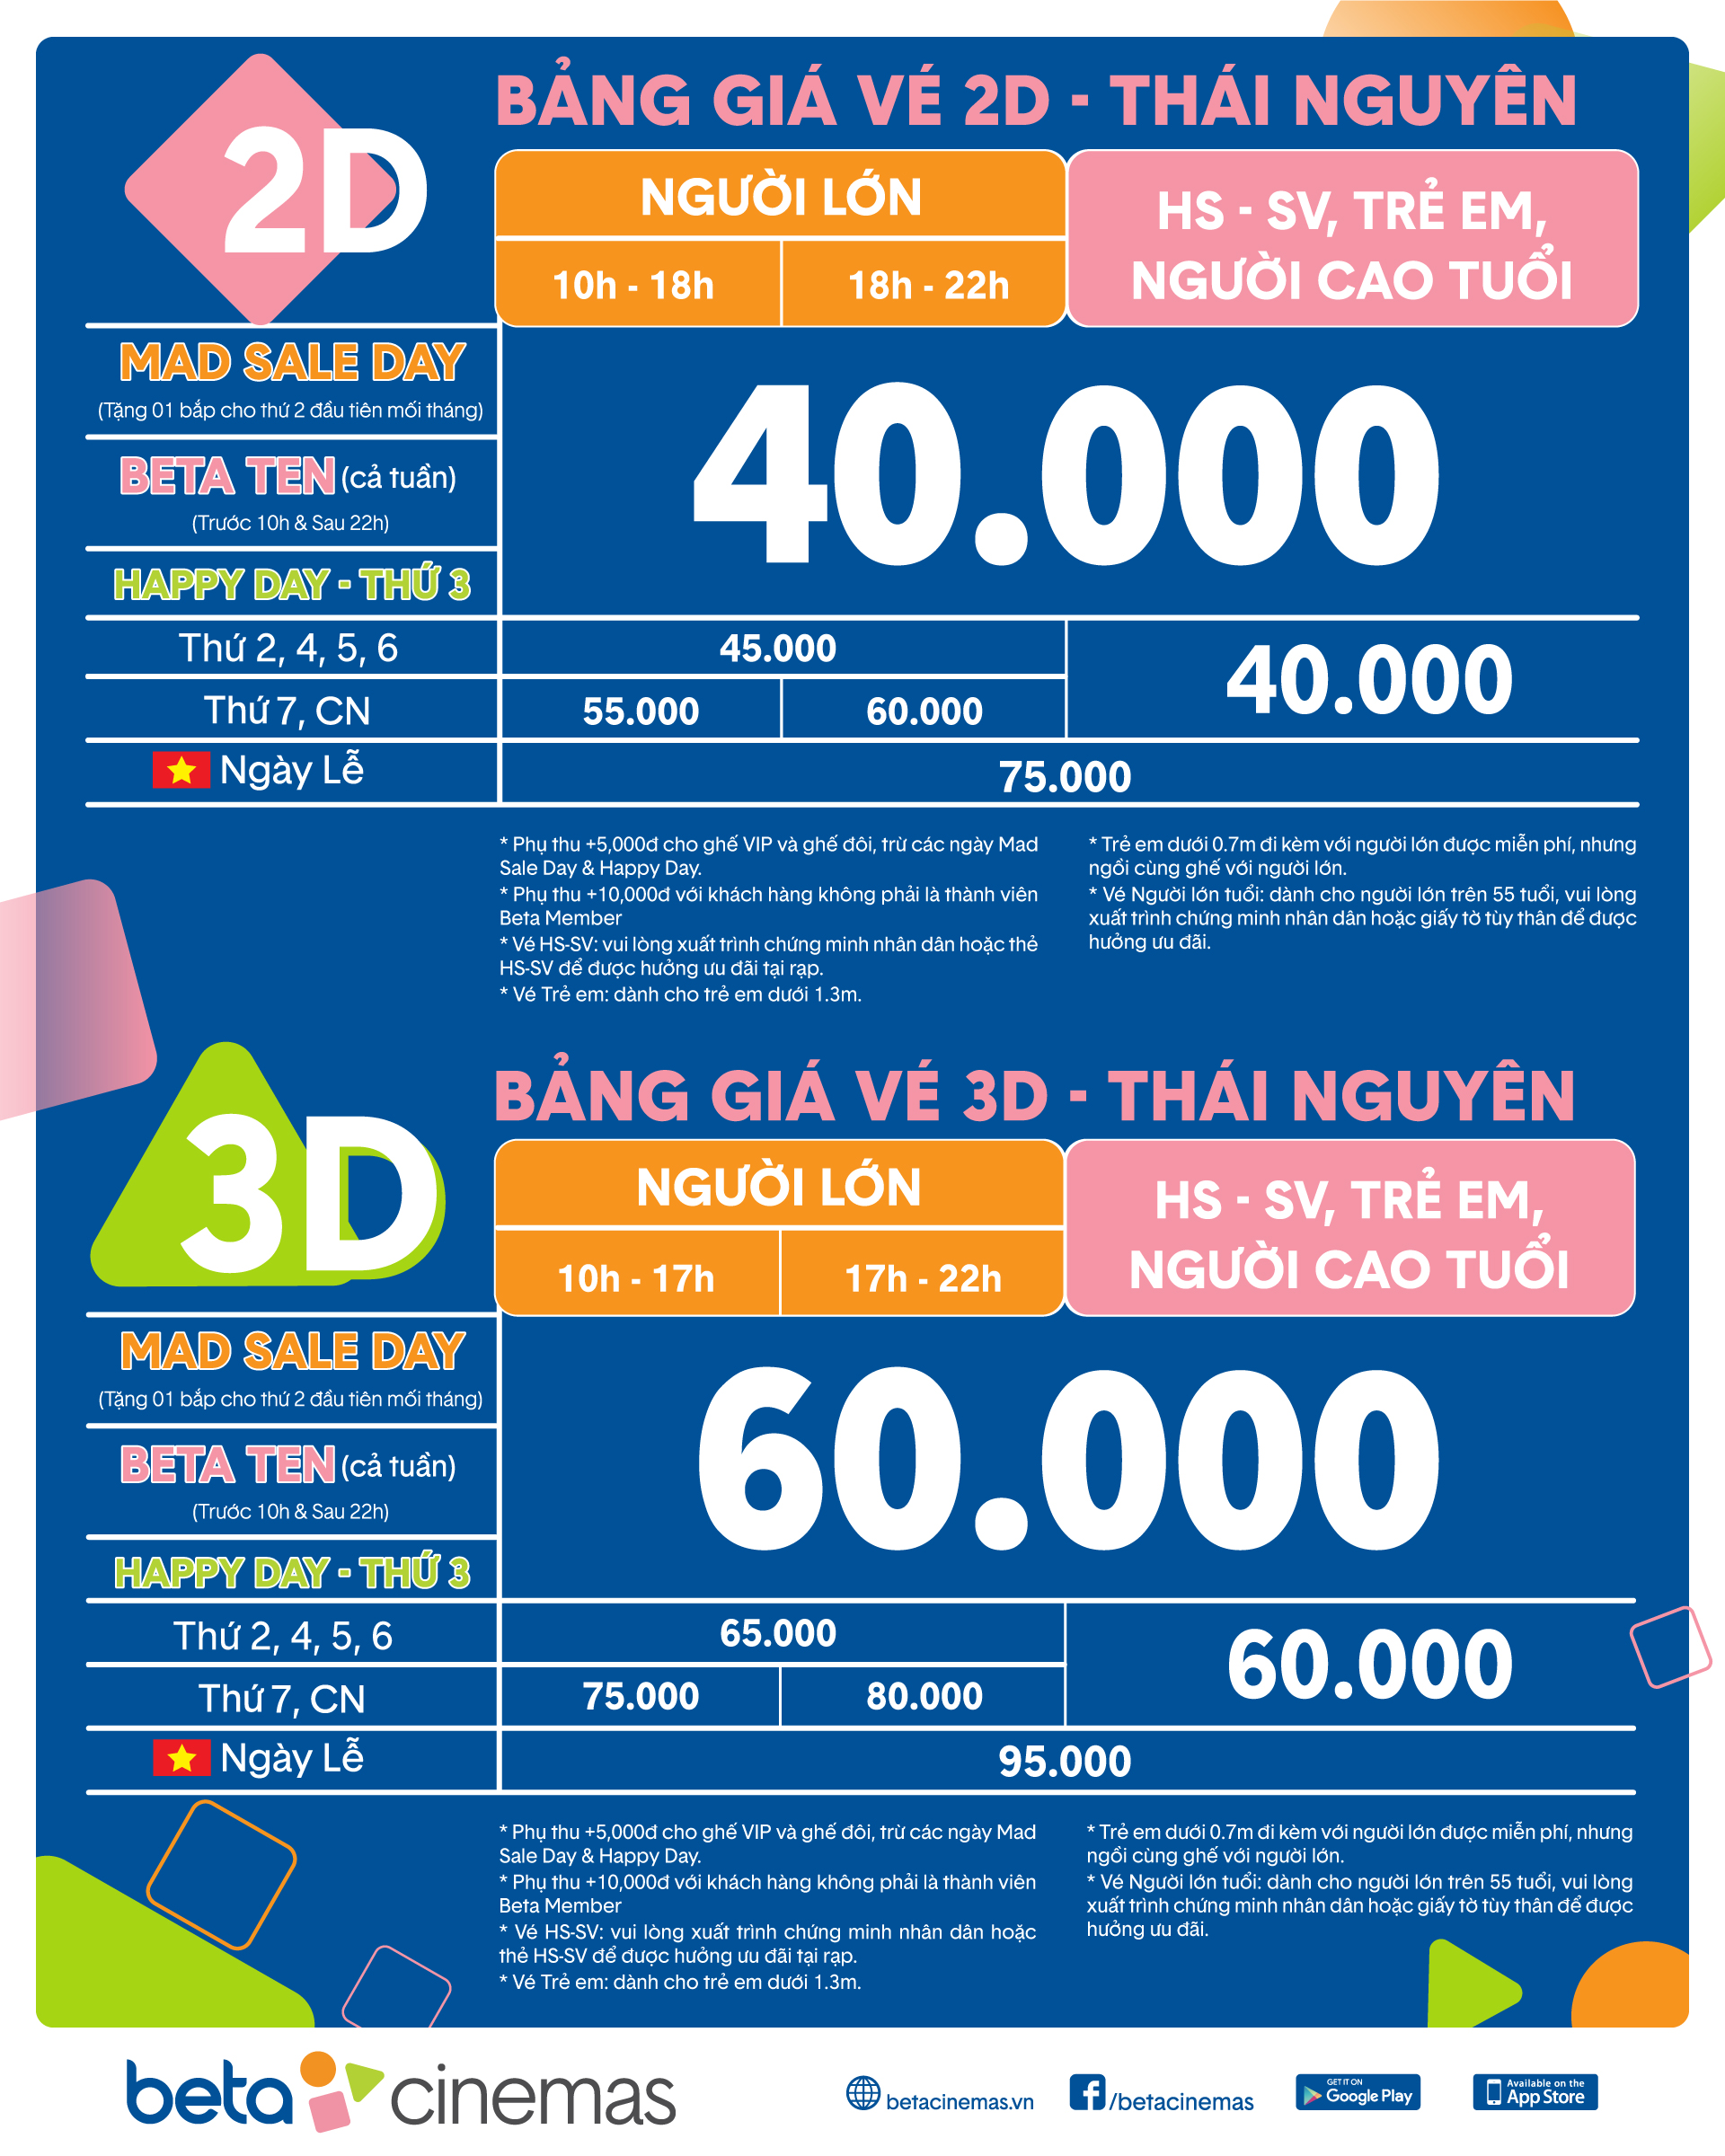 2D
BẢNG GIÁ VÉ 2D - THÁI NGUYÊN
NGƯỜI LỚN
10h - 18h
18h - 22h
HS - SV, TRẺ EM,
NGƯỜI CAO TUỔI
MAD SALE DAY
(Tặng 01 bắp cho thứ 2 đầu tiên mối tháng)
BETA TEN (cả tuần)
(Trước 10h & Sau 22h)
HAPPY DAY - THỨ 3
40.000
Thứ 2, 4, 5, 6
45.000
40.000
Thứ 7, CN
55.000
60.000
Ngày Lễ
75.000
* Phụ thu +5,000đ cho ghế VIP và ghế đôi, trừ các ngày Mad
Sale Day & Happy Day.
* Phụ thu +10,000đ với khách hàng không phải là thành viên
Beta Member
* Vé HS-SV: vui lòng xuất trình chứng minh nhân dân hoặc thẻ
HS-SV để được hưởng ưu đãi tại rạp.
* Vé Trẻ em: dành cho trẻ em dưới 1.3m.
* Trẻ em dưới 0.7m đi kèm với người lớn được miễn phí, nhưng
ngồi cùng ghế với người lớn.
* Vé Người lớn tuổi: dành cho người lớn trên 55 tuổi, vui lòng
xuất trình chứng minh nhân dân hoặc giấy tờ tùy thân để được
hưởng ưu đãi.
3D
BẢNG GIÁ VÉ 3D - THÁI NGUYÊN
NGƯỜI LỚN
10h - 17h
17h - 22h
HS - SV, TRẺ EM,
NGƯỜI CAO TUỔI
MAD SALE DAY
(Tặng 01 bắp cho thứ 2 đầu tiên mối tháng)
BETA TEN (cả tuần)
(Trước 10h & Sau 22h)
HAPPY DAY - THỨ 3
60.000
Thứ 2, 4, 5, 6
65.000
60.000
Thứ 7, CN
75.000
80.000
Ngày Lễ
95.000
* Phụ thu +5,000đ cho ghế VIP và ghế đôi, trừ các ngày Mad
Sale Day & Happy Day.
* Phụ thu +10,000đ với khách hàng không phải là thành viên
Beta Member
* Vé HS-SV: vui lòng xuất trình chứng minh nhân dân hoặc
thẻ HS-SV để được hưởng ưu đãi tại rạp.
* Vé Trẻ em: dành cho trẻ em dưới 1.3m.
* Trẻ em dưới 0.7m đi kèm với người lớn được miễn phí, nhưng
ngồi cùng ghế với người lớn.
* Vé Người lớn tuổi: dành cho người lớn trên 55 tuổi, vui lòng
xuất trình chứng minh nhân dân hoặc giấy tờ tùy thân để được
hưởng ưu đãi.
beta cinemas
betacinemas.vn
f /betacinemas
GET IT ON
Google Play
Available on the
App Store